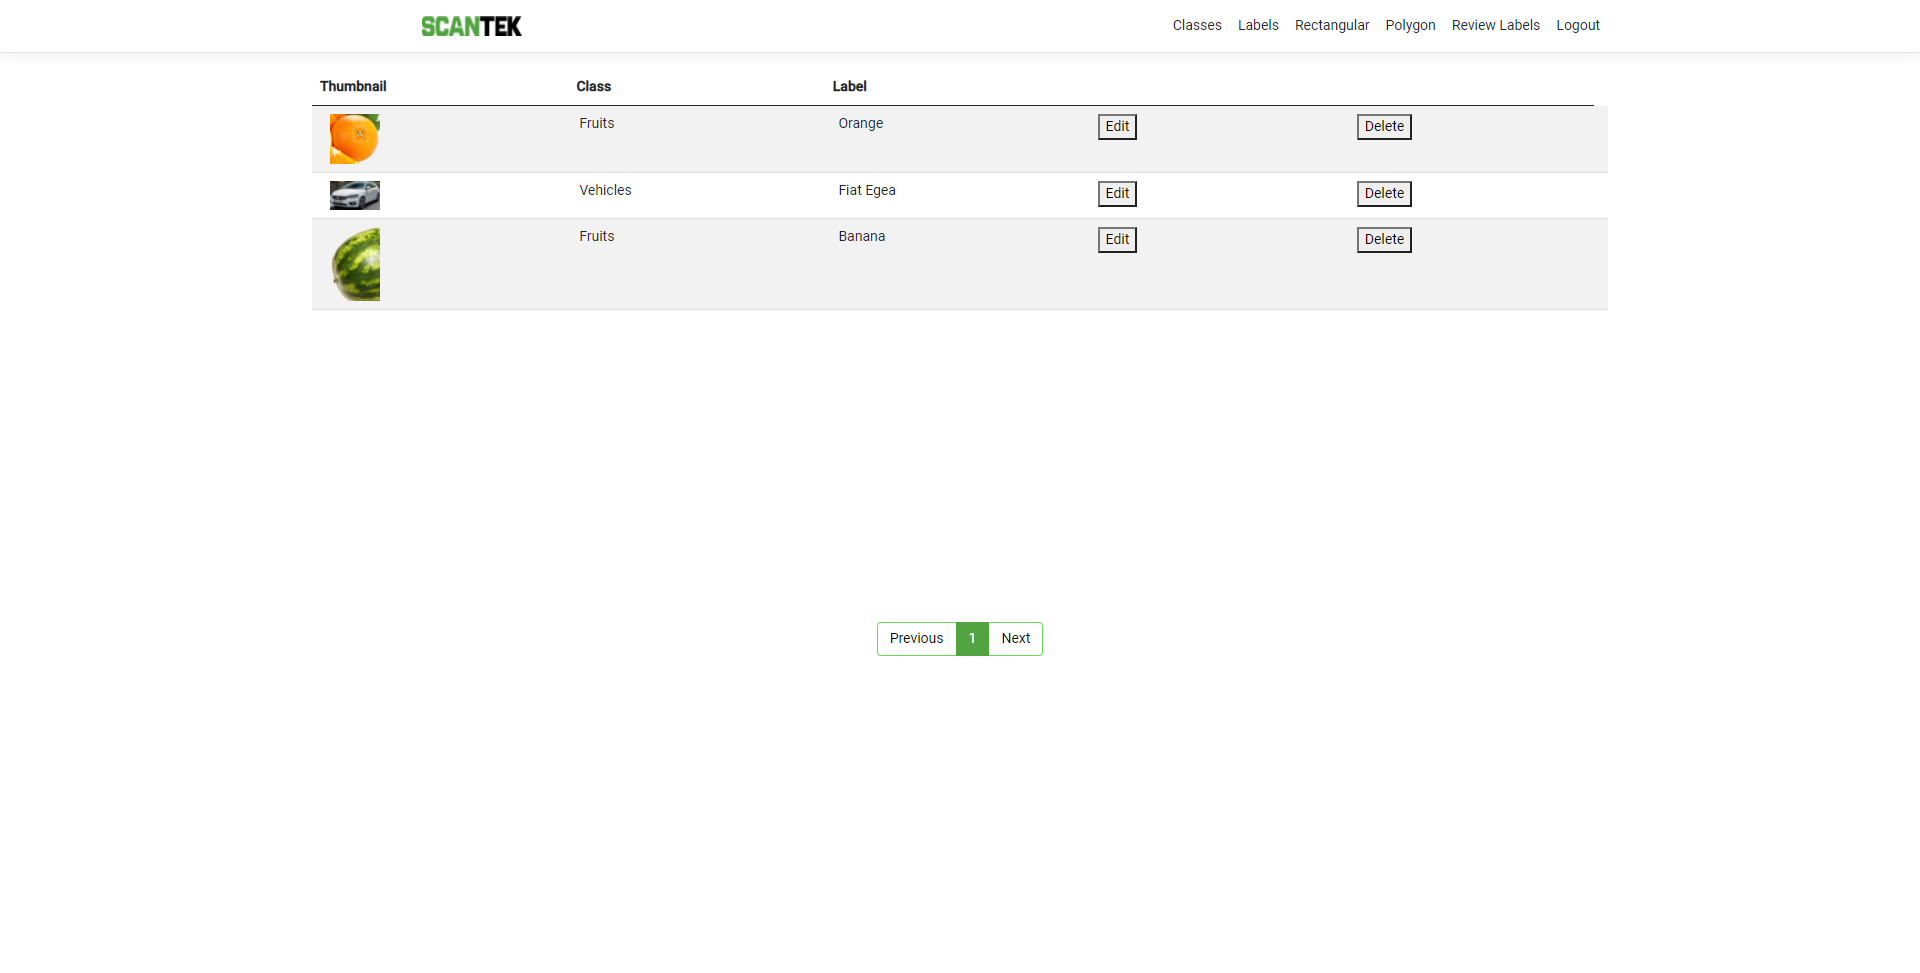 SCANTEK Classes Labels Rectangular Polygon Review Labels Logout
Thumbnail Class Label
Fruits Orange Edit Delete
Vehicles Fiat Egea Edit Delete
Fruits Banana Edit Delete
Previous 1 Next